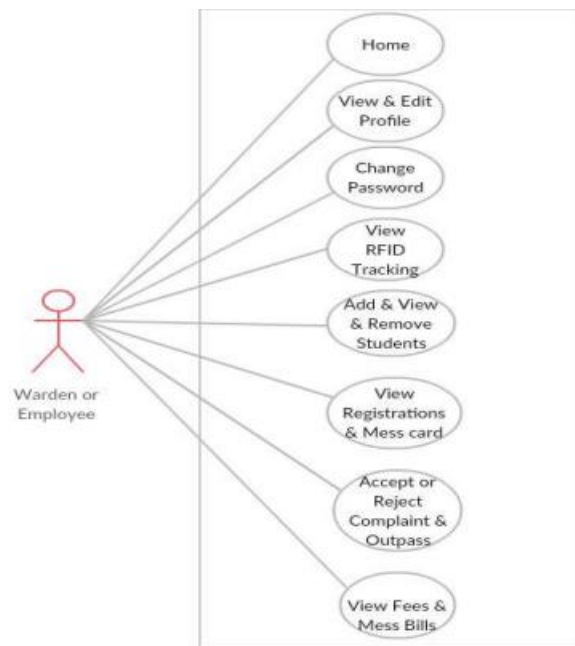 Home
View & Edit
Profile
Change
Password
View
RFID
Tracking
Add & View
& Remove
Students
Warden or
Employee
View
Registrations
& Mess card
Accept or
Reject
Complaint &
Outpass
View Fees &
Mess Bills